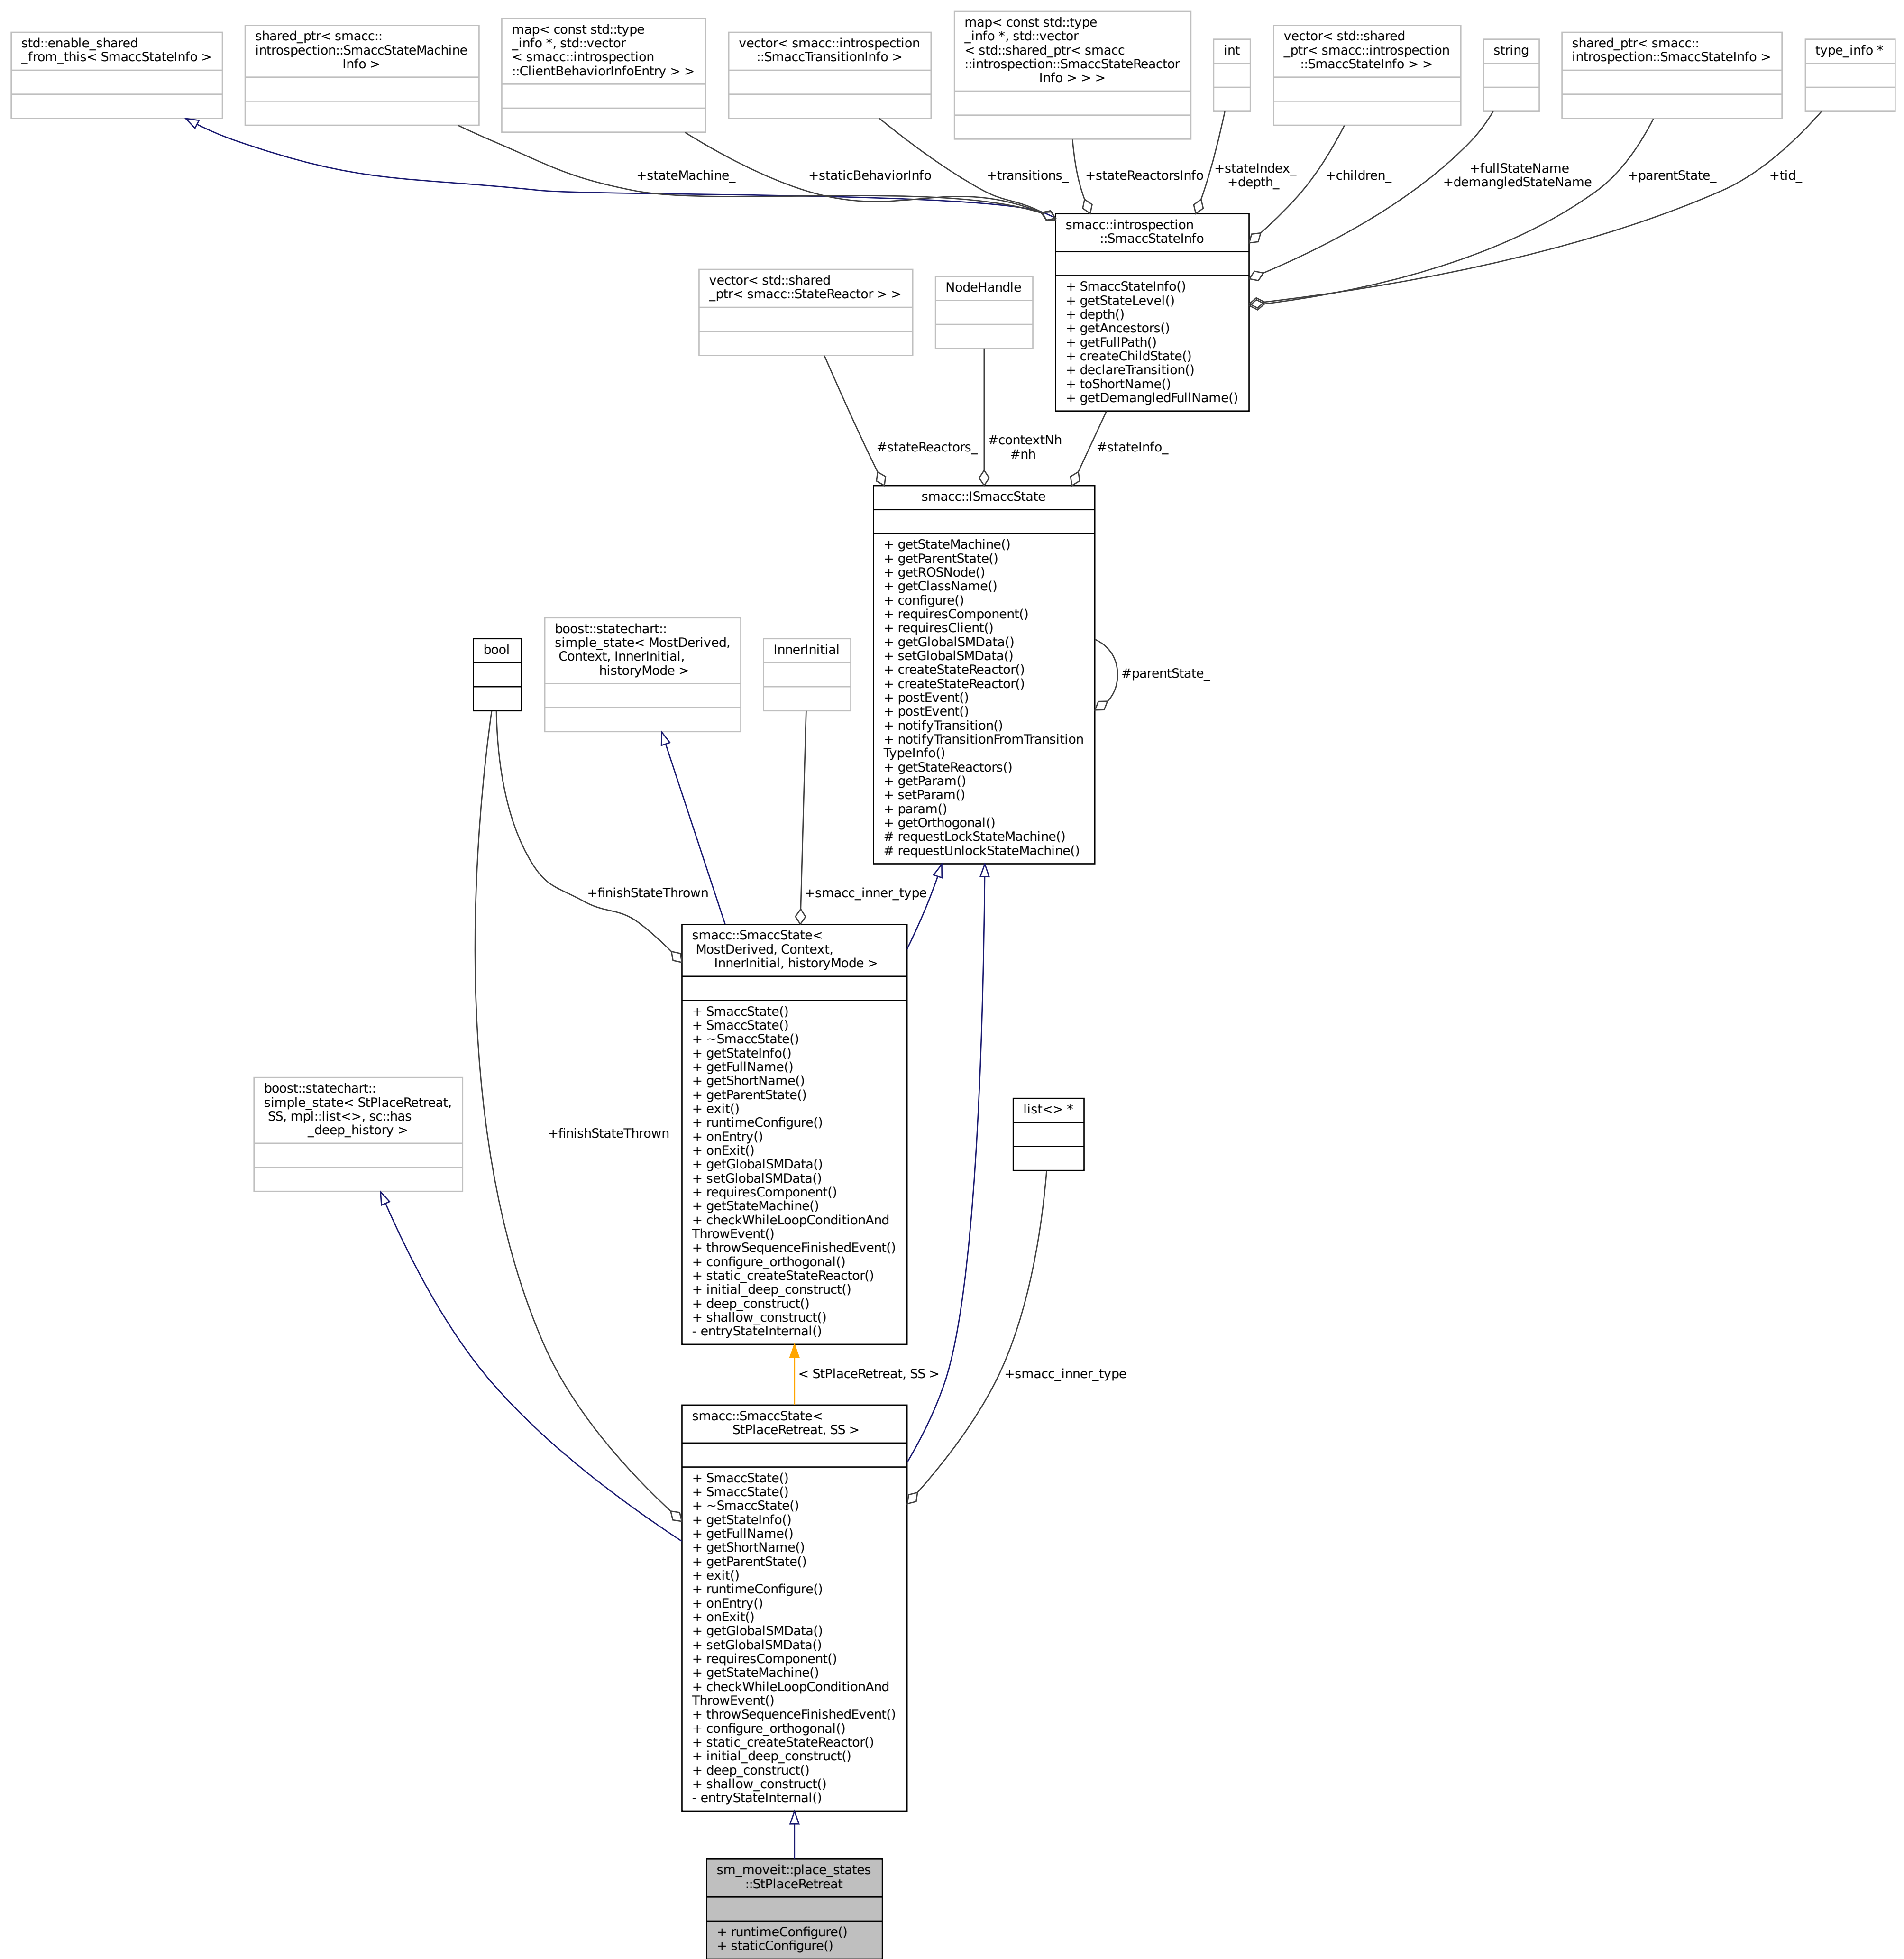 std::enable_shared
_from_this< SmaccStateInfo >
shared_ptr< smacc::
introspection::SmaccStateMachine
Info >
map< const std::type
_info *, std::vector
< smacc::introspection
::ClientBehaviorInfoEntry > >
vector< smacc::introspection
::SmaccTransitionInfo >
map< const std::type
_info *, std::vector
< std::shared_ptr< smacc
::introspection::SmaccStateReactor
Info > > >
int
vector< std::shared
_ptr< smacc::introspection
::SmaccStateInfo > >
string
shared_ptr< smacc::
introspection::SmaccStateInfo >
type_info *
+stateMachine_
+staticBehaviorInfo
+transitions_
+stateReactorsInfo
+stateIndex_
+depth_
+children_
+fullStateName
+demangledStateName
+parentState_
+tid_
smacc::introspection
::SmaccStateInfo
+ SmaccStateInfo()
+ getStateLevel()
+ depth()
+ getAncestors()
+ getFullPath()
+ createChildState()
+ declareTransition()
+ toShortName()
+ getDemangledFullName()
vector< std::shared
_ptr< smacc::StateReactor > >
NodeHandle
#stateReactors_
#contextNh
#nh
#stateInfo_
smacc::ISmaccState
+ getStateMachine()
+ getParentState()
+ getROSNode()
+ getClassName()
+ configure()
+ requiresComponent()
+ requiresClient()
+ getGlobalSMData()
+ setGlobalSMData()
+ createStateReactor()
+ createStateReactor()
+ postEvent()
+ postEvent()
+ notifyTransition()
+ notifyTransitionFromTransition
TypeInfo()
+ getStateReactors()
+ getParam()
+ setParam()
+ param()
+ getOrthogonal()
# requestLockStateMachine()
# requestUnlockStateMachine()
#parentState_
bool
boost::statechart::
simple_state< MostDerived,
Context, InnerInitial,
historyMode >
InnerInitial
+finishStateThrown
+smacc_inner_type
smacc::SmaccState<
MostDerived, Context,
InnerInitial, historyMode >
+ SmaccState()
+ SmaccState()
+ ~SmaccState()
+ getStateInfo()
+ getFullName()
+ getShortName()
+ getParentState()
+ exit()
+ runtimeConfigure()
+ onEntry()
+ onExit()
+ getGlobalSMData()
+ setGlobalSMData()
+ requiresComponent()
+ getStateMachine()
+ checkWhileLoopConditionAnd
ThrowEvent()
+ throwSequenceFinishedEvent()
+ configure_orthogonal()
+ static_createStateReactor()
+ initial_deep_construct()
+ deep_construct()
+ shallow_construct()
- entryStateInternal()
boost::statechart::
simple_state< StPlaceRetreat,
SS, mpl::list<>, sc::has
_deep_history >
+finishStateThrown
list<> *
< StPlaceRetreat, SS >
+smacc_inner_type
smacc::SmaccState<
StPlaceRetreat, SS >
+ SmaccState()
+ SmaccState()
+ ~SmaccState()
+ getStateInfo()
+ getFullName()
+ getShortName()
+ getParentState()
+ exit()
+ runtimeConfigure()
+ onEntry()
+ onExit()
+ getGlobalSMData()
+ setGlobalSMData()
+ requiresComponent()
+ getStateMachine()
+ checkWhileLoopConditionAnd
ThrowEvent()
+ throwSequenceFinishedEvent()
+ configure_orthogonal()
+ static_createStateReactor()
+ initial_deep_construct()
+ deep_construct()
+ shallow_construct()
- entryStateInternal()
sm_moveit::place_states
::StPlaceRetreat
+ runtimeConfigure()
+ staticConfigure()